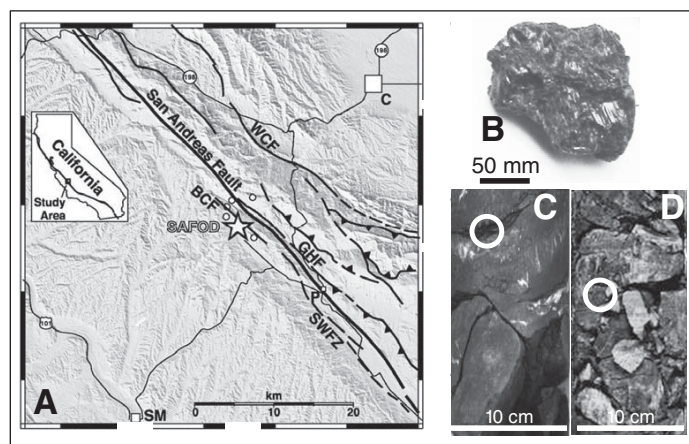 198
198
C
San Andreas Fault
WCF
California
Study
Area
BCF
SAFOD
GHF
P
SWFZ
101
A
km
0 10 20
SM
B
50 mm
C
10 cm
D
10 cm